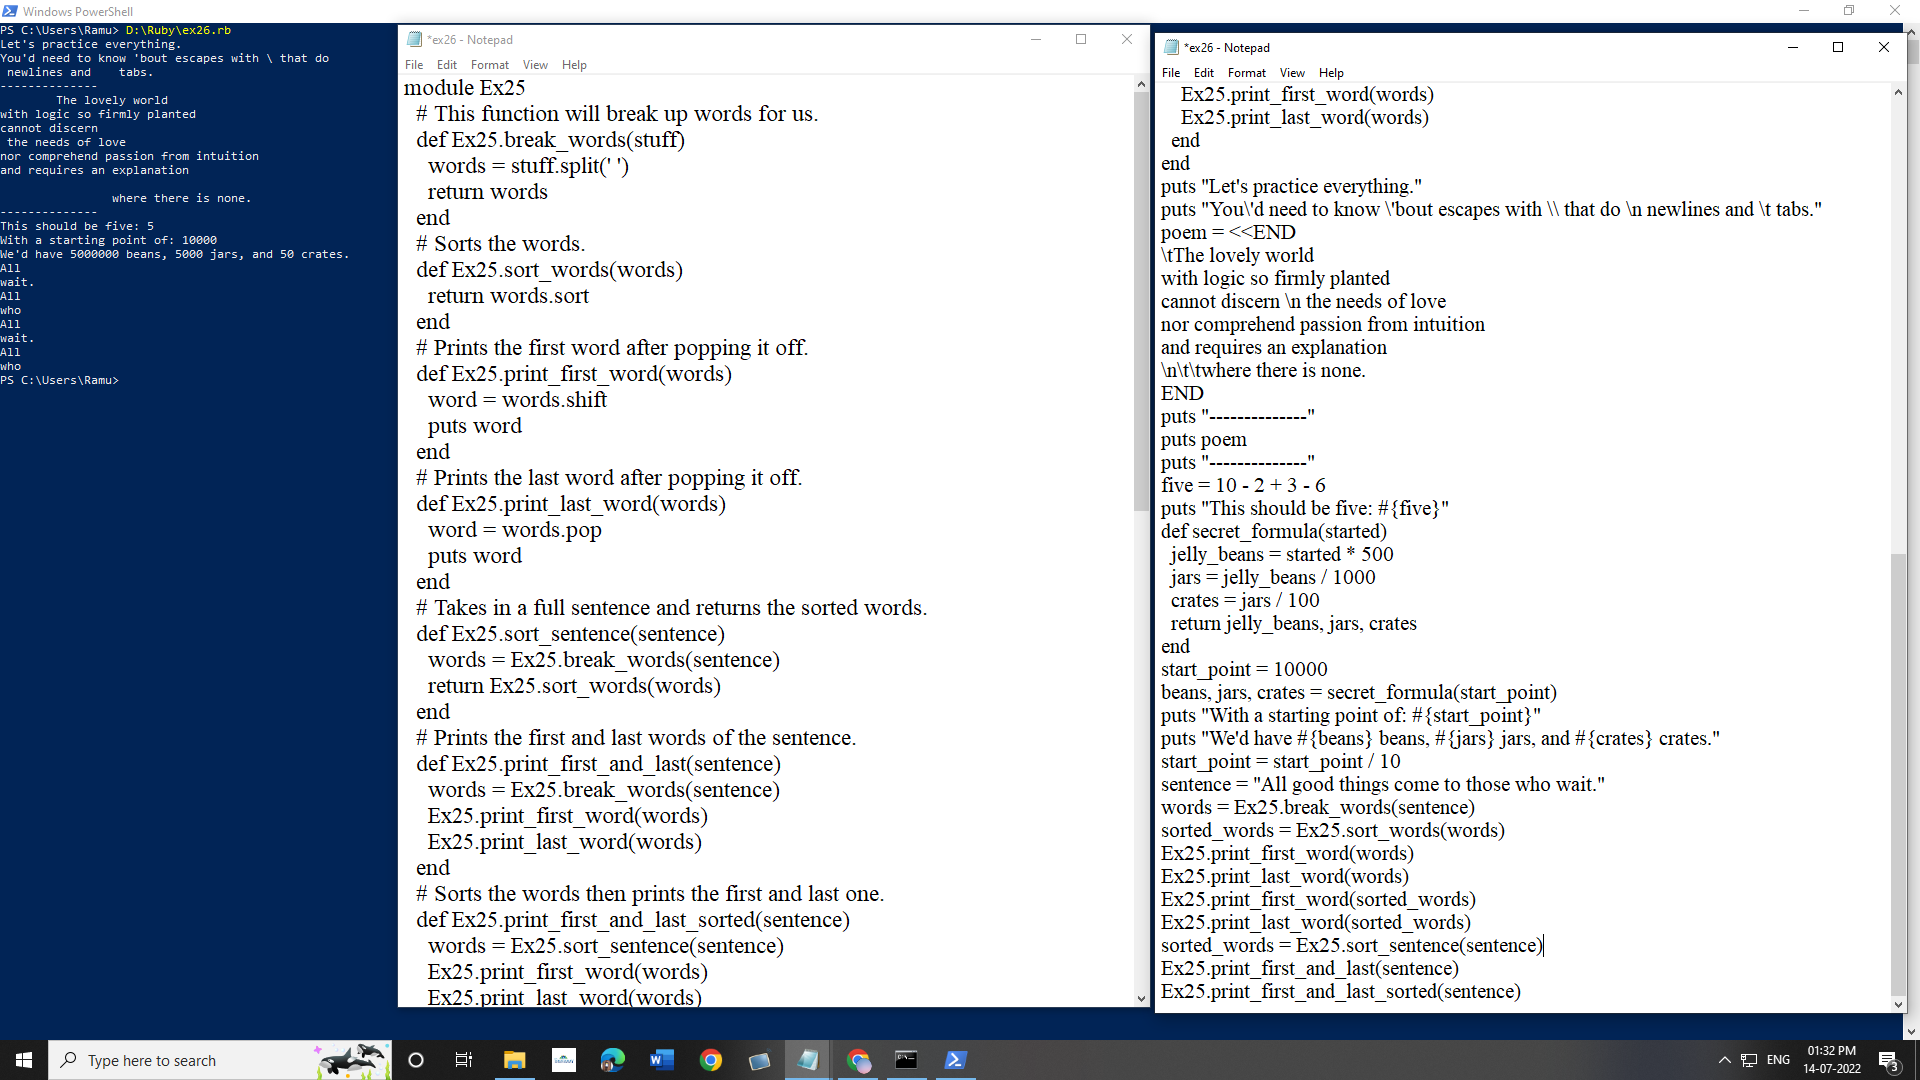 Windows PowerShell
PS C:\Users\Ramu> D:\Ruby\ex26.rb
Let's practice everything.
You'd need to know 'bout escapes with \ that do
 newlines and    tabs.
--------------
        The lovely world
with logic so firmly planted
cannot discern
 the needs of love
nor comprehend passion from intuition
and requires an explanation
                where there is none.
--------------
This should be five: 5
With a starting point of: 10000
We'd have 5000000 beans, 5000 jars, and 50 crates.
All
wait.
All
who
All
wait.
All
who
PS C:\Users\Ramu>
*ex26 - Notepad
File Edit Format View Help
module Ex25
  # This function will break up words for us.
  def Ex25.break_words(stuff)
    words = stuff.split(' ')
    return words
  end
  # Sorts the words.
  def Ex25.sort_words(words)
    return words.sort
  end
  # Prints the first word after popping it off.
  def Ex25.print_first_word(words)
    word = words.shift
    puts word
  end
  # Prints the last word after popping it off.
  def Ex25.print_last_word(words)
    word = words.pop
    puts word
  end
  # Takes in a full sentence and returns the sorted words.
  def Ex25.sort_sentence(sentence)
    words = Ex25.break_words(sentence)
    return Ex25.sort_words(words)
  end
  # Prints the first and last words of the sentence.
  def Ex25.print_first_and_last(sentence)
    words = Ex25.break_words(sentence)
    Ex25.print_first_word(words)
    Ex25.print_last_word(words)
  end
  # Sorts the words then prints the first and last one.
  def Ex25.print_first_and_last_sorted(sentence)
    words = Ex25.sort_sentence(sentence)
    Ex25.print_first_word(words)
    Ex25.print_last_word(words)
*ex26 - Notepad
File Edit Format View Help
    Ex25.print_first_word(words)
    Ex25.print_last_word(words)
  end
end
puts "Let's practice everything."
puts "You\'d need to know \'bout escapes with \\ that do \n newlines and \t tabs."
poem = <<END
\tThe lovely world
with logic so firmly planted
cannot discern \n the needs of love
nor comprehend passion from intuition
and requires an explanation
\n\t\twhere there is none.
END
puts "--------------"
puts poem
puts "--------------"
five = 10 - 2 + 3 - 6
puts "This should be five: #{five}"
def secret_formula(started)
  jelly_beans = started * 500
  jars = jelly_beans / 1000
  crates = jars / 100
  return jelly_beans, jars, crates
end
start_point = 10000
beans, jars, crates = secret_formula(start_point)
puts "With a starting point of: #{start_point}"
puts "We'd have #{beans} beans, #{jars} jars, and #{crates} crates."
start_point = start_point / 10
sentence = "All good things come to those who wait."
words = Ex25.break_words(sentence)
sorted_words = Ex25.sort_words(words)
Ex25.print_first_word(words)
Ex25.print_last_word(words)
Ex25.print_first_word(sorted_words)
Ex25.print_last_word(sorted_words)
sorted_words = Ex25.sort_sentence(sentence)
Ex25.print_first_and_last(sentence)
Ex25.print_first_and_last_sorted(sentence)
Type here to search
ENG
01:32 PM
14-07-2022
3